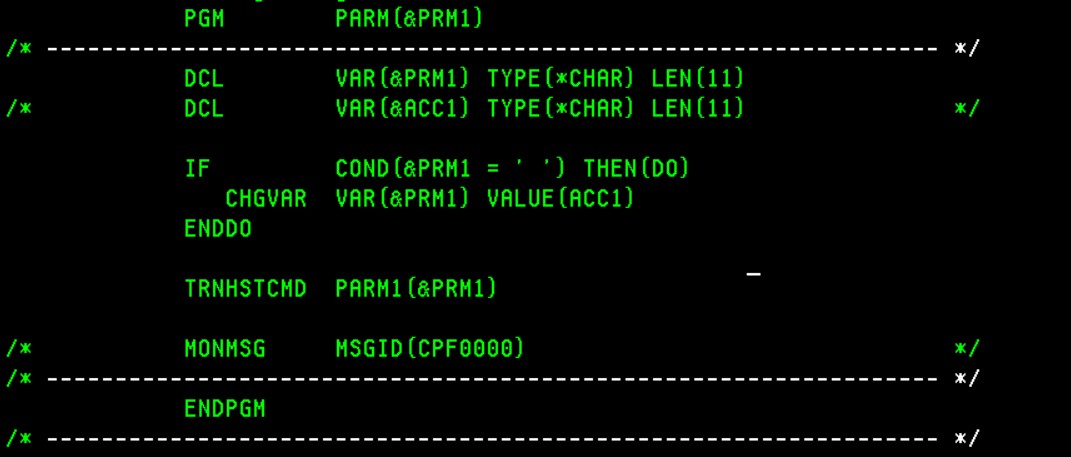 PGM PARM(&PRM1)
/* ------------------------------------------------------------------ */
DCL VAR(&PRM1) TYPE(*CHAR) LEN(11)
/* DCL VAR(&ACC1) TYPE(*CHAR) LEN(11) */
IF COND(&PRM1 = ' ') THEN(DO)
CHGVAR VAR(&PRM1) VALUE(ACC1)
ENDDO
TRNHSTCMD PARM1(&PRM1)
/* MONMSG MSGID(CPF0000) */
/* ------------------------------------------------------------------ */
ENDPGM
/* ------------------------------------------------------------------ */